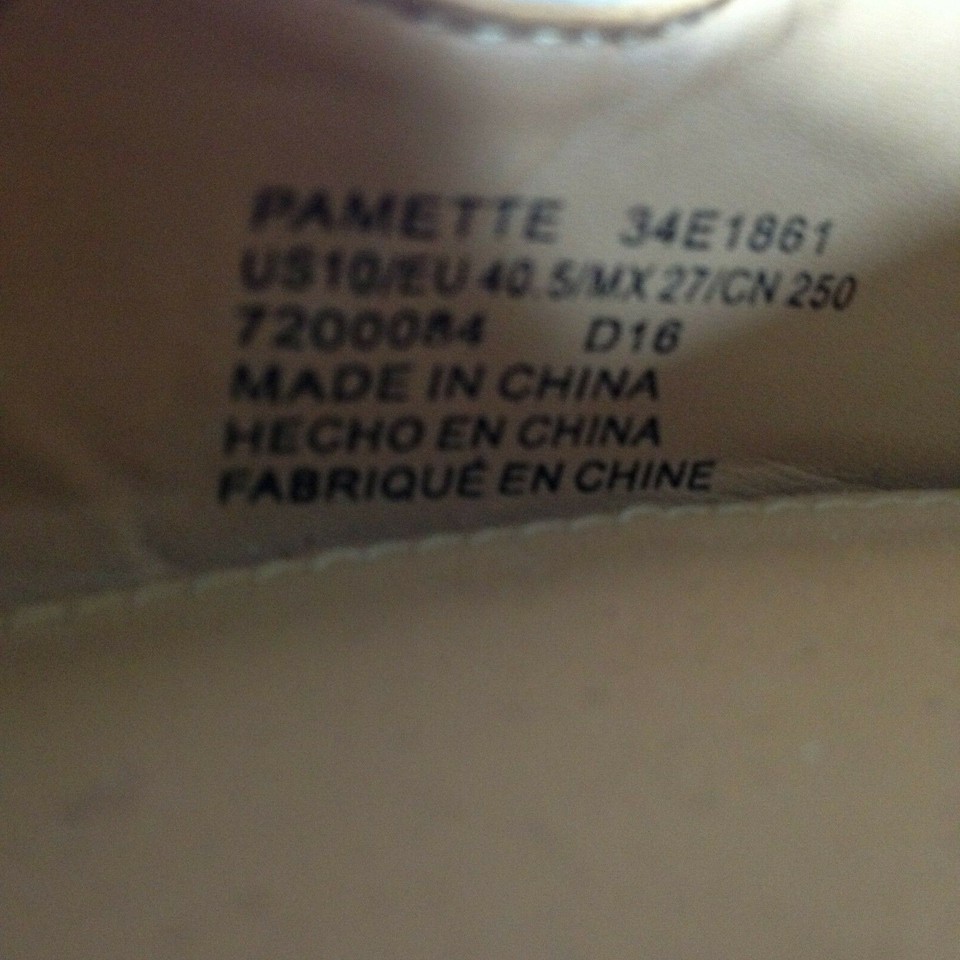 PAMETTE 34E1861
US10/EU 40.5/MX 27/CN 250
7200084 D16
MADE IN CHINA
HECHO EN CHINA
FABRIQUÉ EN CHINE